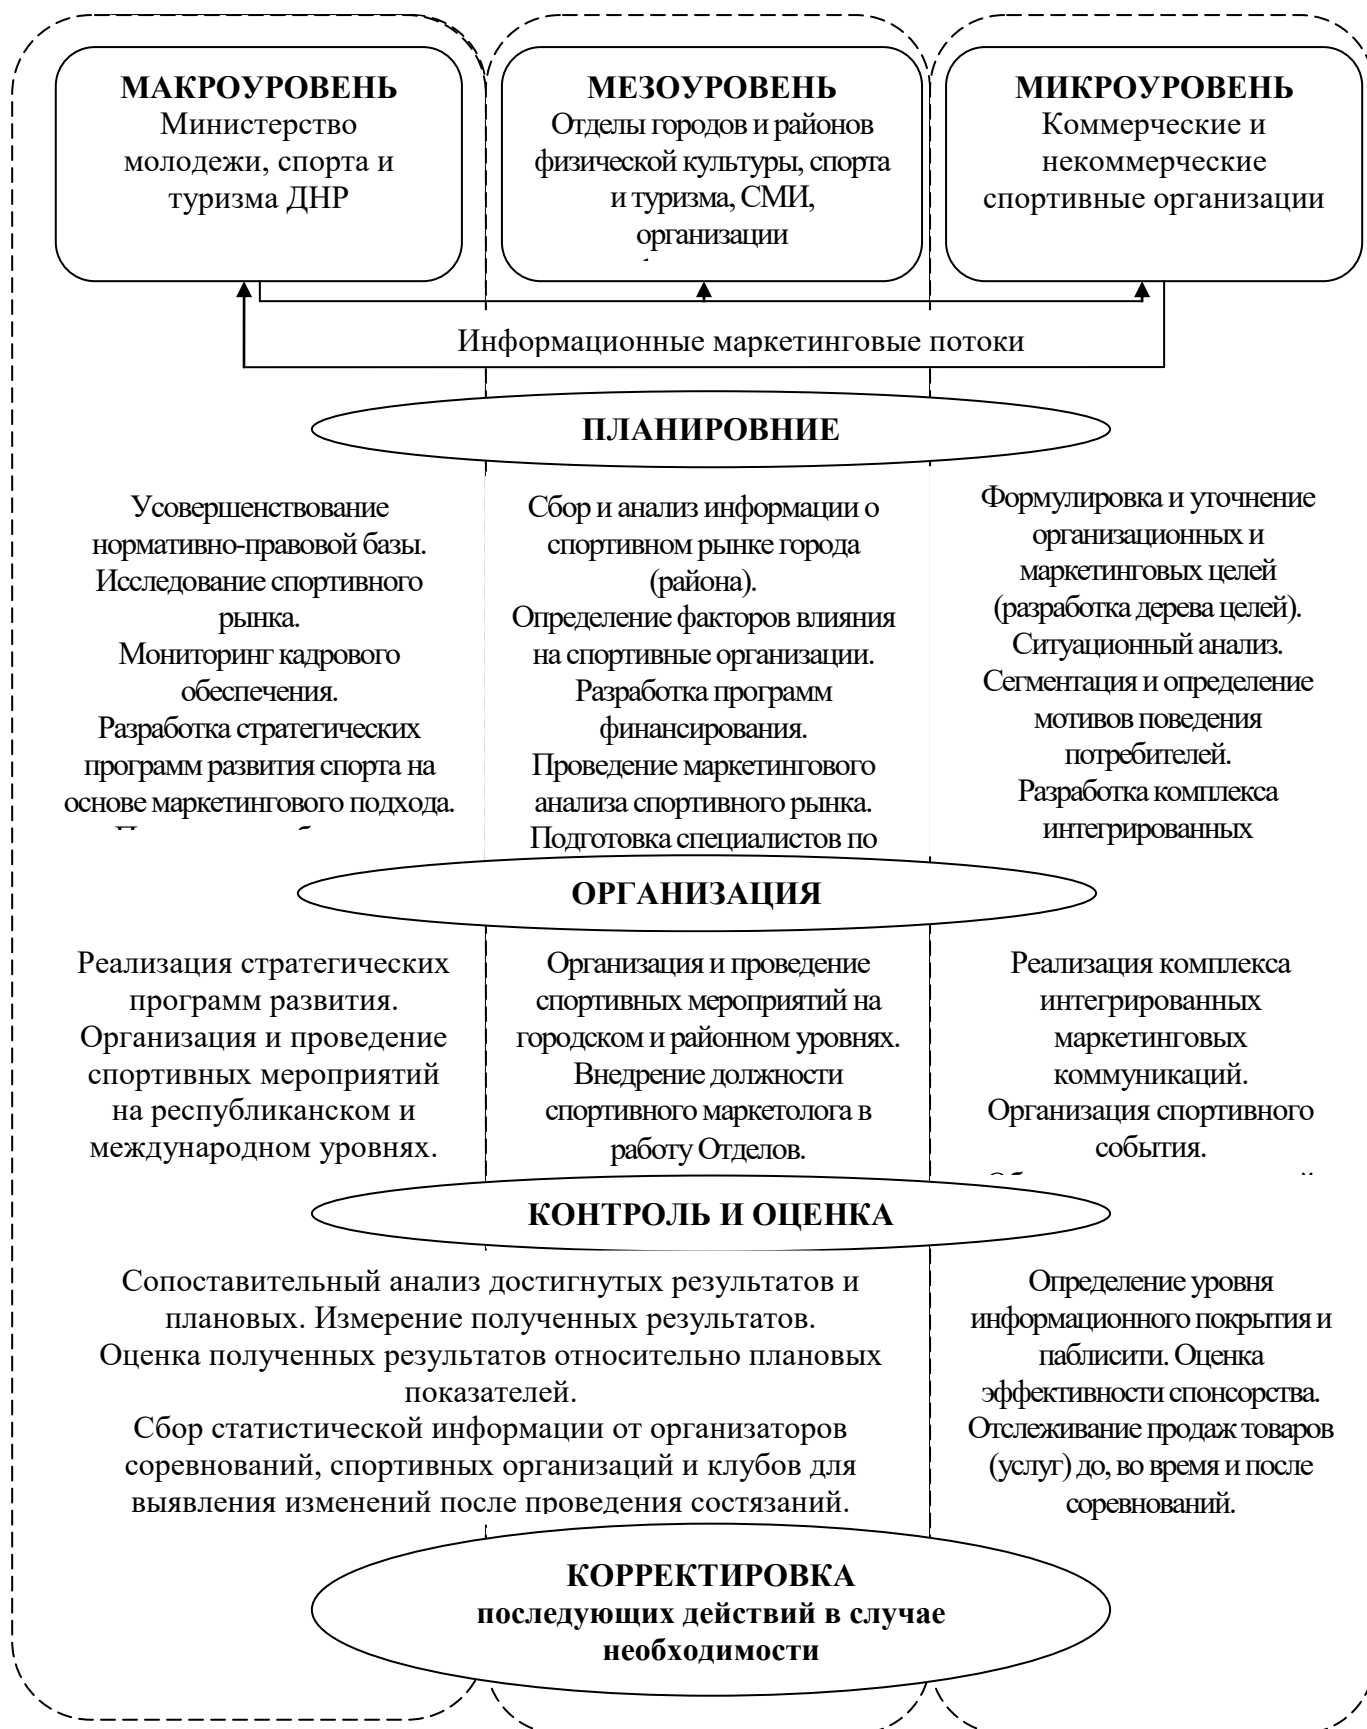 МАКРОУРОВЕНЬ
Министерство
молодежи, спорта и
туризма ДНР
МЕЗОУРОВЕНЬ
Отделы городов и районов
физической культуры, спорта
и туризма, СМИ,
организации
МИКРОУРОВЕНЬ
Коммерческие и
некоммерческие
спортивные организации
Информационные маркетинговые потоки
ПЛАНИРОВНИЕ
Усовершенствование
нормативно-правовой базы.
Исследование спортивного
рынка.
Мониторинг кадрового
обеспечения.
Разработка стратегических
программ развития спорта на
основе маркетингового подхода.
Сбор и анализ информации о
спортивном рынке города
(района).
Определение факторов влияния
на спортивные организации.
Разработка программ
финансирования.
Проведение маркетингового
анализа спортивного рынка.
Подготовка специалистов по
Формулировка и уточнение
организационных и
маркетинговых целей
(разработка дерева целей).
Ситуационный анализ.
Сегментация и определение
мотивов поведения
потребителей.
Разработка комплекса
интегрированных
ОРГАНИЗАЦИЯ
Реализация стратегических
программ развития.
Организация и проведение
спортивных мероприятий
на республиканском и
международном уровнях.
Организация и проведение
спортивных мероприятий на
городском и районном уровнях.
Внедрение должности
спортивного маркетолога в
работу Отделов.
Реализация комплекса
интегрированных
маркетинговых
коммуникаций.
Организация спортивного
события.
КОНТРОЛЬ И ОЦЕНКА
Сопоставительный анализ достигнутых результатов и
плановых. Измерение полученных результатов.
Оценка полученных результатов относительно плановых
показателей.
Сбор статистической информации от организаторов
соревнований, спортивных организаций и клубов для
выявления изменений после проведения состязаний.
Определение уровня
информационного покрытия и
паблисити. Оценка
эффективности спонсорства.
Отслеживание продаж товаров
(услуг) до, во время и после
соревнований.
КОРРЕКТИРОВКА
последующих действий в случае
необходимости